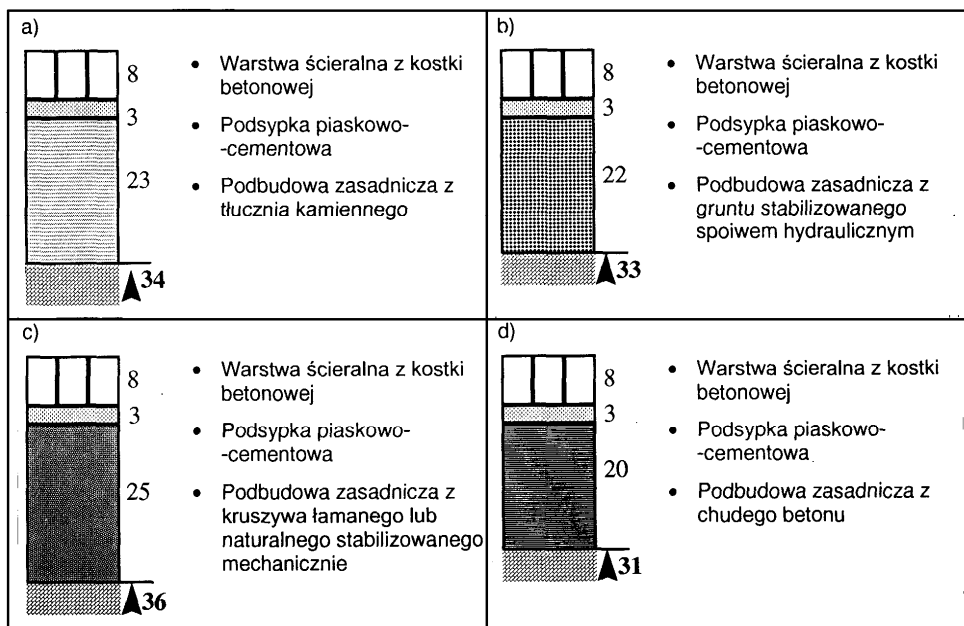 a)
8
3
23
34
• Warstwa ścieralna z kostki
betonowej
• Podsypka piaskowo-
-cementowa
• Podbudowa zasadnicza z
tłucznia kamiennego
b)
8
3
22
33
• Warstwa ścieralna z kostki
betonowej
• Podsypka piaskowo-
-cementowa
• Podbudowa zasadnicza z
gruntu stabilizowanego
spoiwem hydraulicznym
c)
8
3
25
36
• Warstwa ścieralna z kostki
betonowej
• Podsypka piaskowo-
-cementowa
• Podbudowa zasadnicza z
kruszywa łamanego lub
naturalnego stabilizowanego
mechanicznie
d)
8
3
20
31
• Warstwa ścieralna z kostki
betonowej
• Podsypka piaskowo-
-cementowa
• Podbudowa zasadnicza z
chudego betonu